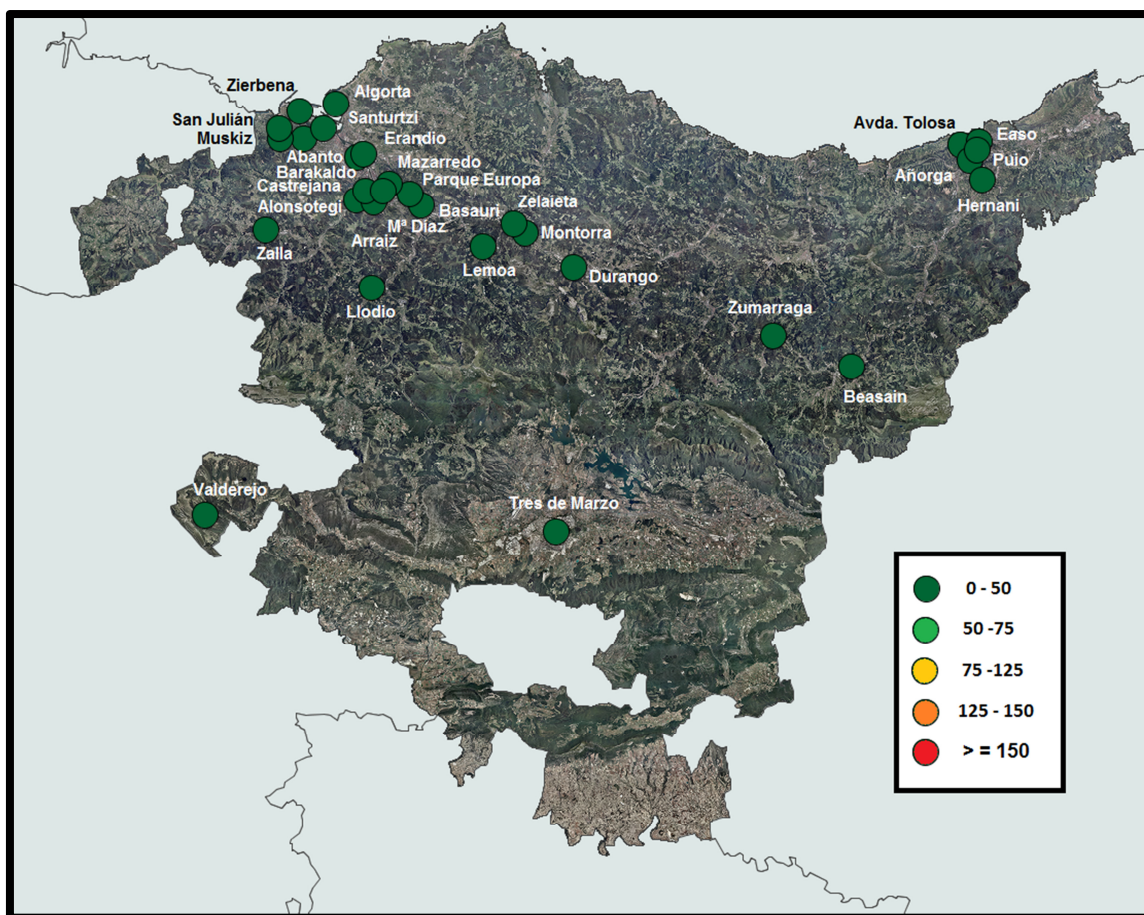 Zierbena
Algorta
San Julián
Muskiz
Santurtzi
Erandio
Abanto
Barakaldo
Mazarredo
Castrejana
Parque Europa
Alonsotegi
Basauri
Mª Díaz
Arraiz
Zelaieta
Montorra
Zalla
Lemoa
Durango
Llodio
Avda. Tolosa
Easo
Puio
Añorga
Hernani
Zumarraga
Beasain
Valderejo
Tres de Marzo
0 - 50
50 -75
75 -125
125 - 150
> = 150